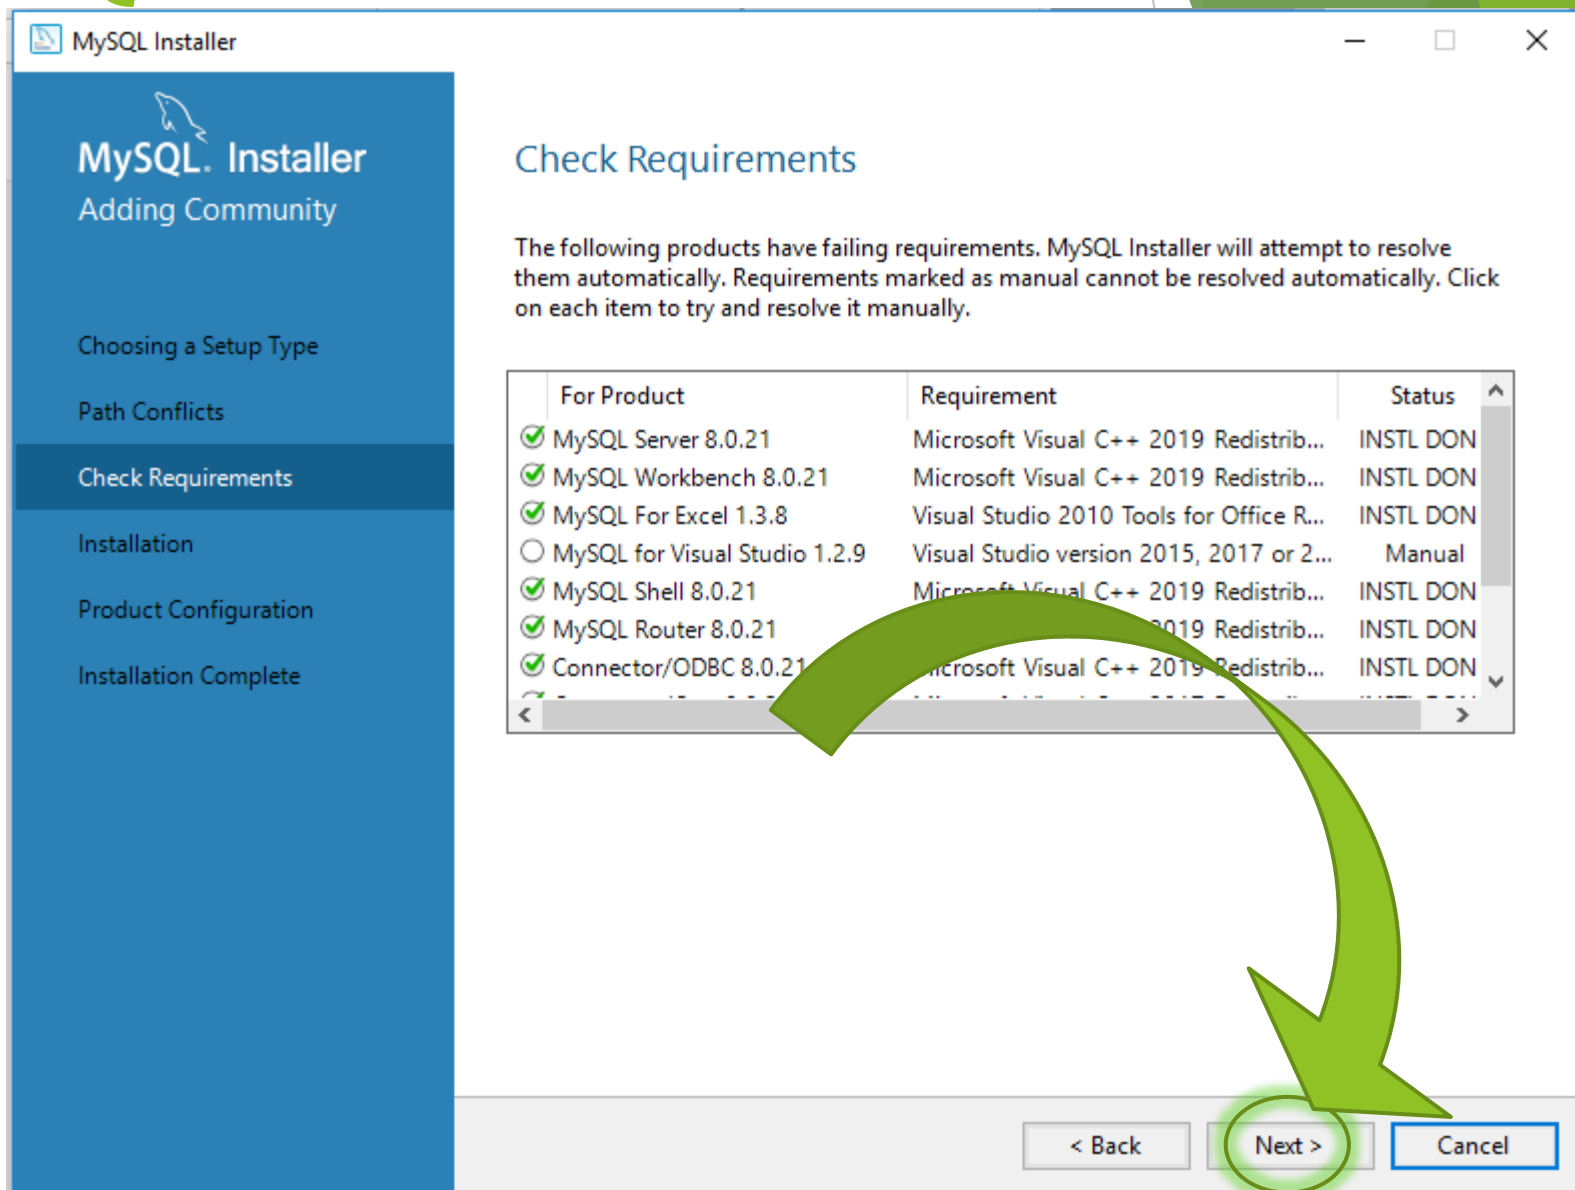 MySQL Installer
MySQL. Installer
Adding Community
Choosing a Setup Type
Path Conflicts
Check Requirements
Installation
Product Configuration
Installation Complete
Check Requirements
The following products have failing requirements. MySQL Installer will attempt to resolve
them automatically. Requirements marked as manual cannot be resolved automatically. Click
on each item to try and resolve it manually.
For Product Requirement Status
MySQL Server 8.0.21 Microsoft Visual C++ 2019 Redistrib... INSTL DON
MySQL Workbench 8.0.21 Microsoft Visual C++ 2019 Redistrib... INSTL DON
MySQL For Excel 1.3.8 Visual Studio 2010 Tools for Office R... INSTL DON
MySQL for Visual Studio 1.2.9 Visual Studio version 2015, 2017 or 2... Manual
MySQL Shell 8.0.21 Microsoft Visual C++ 2019 Redistrib... INSTL DON
MySQL Router 8.0.21 2019 Redistrib... INSTL DON
Connector/ODBC 8.0.21 Microsoft Visual C++ 2019 Redistrib... INSTL DON
< Back Next > Cancel